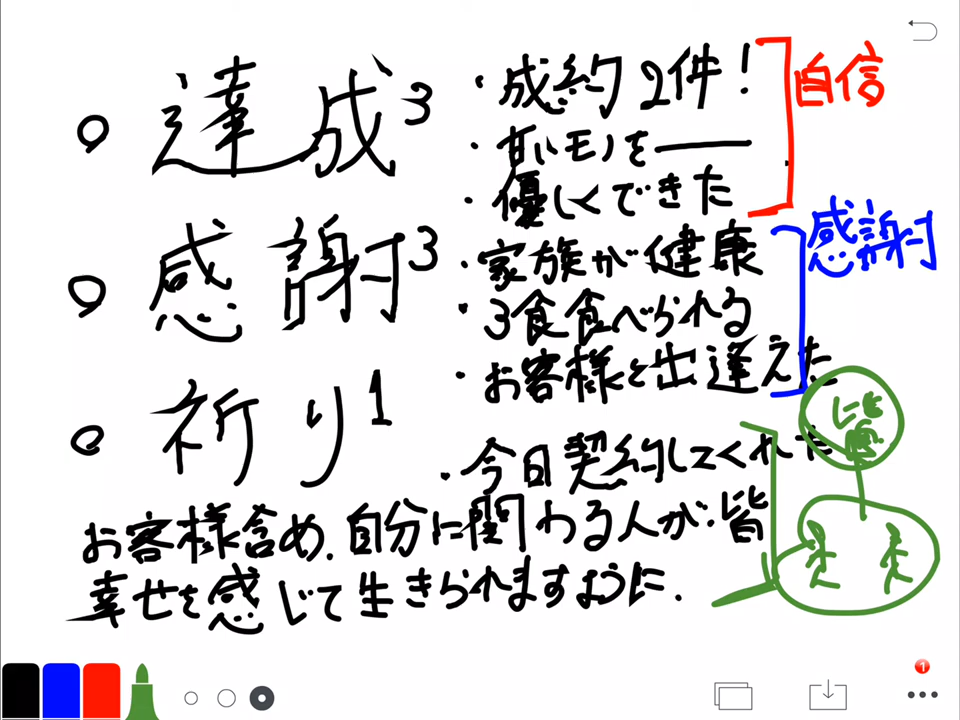 ○ 達成3
・成約2件!
・甘いモノを——
・優しくできた
自信
○ 感謝3
・家族が健康
・3食食べられる
・お客様と出逢えた
感謝
○ 祈り1
・今日契約してくれた
お客様含め、自分に関わる人が、皆
幸せを感じて生きられますように.
1